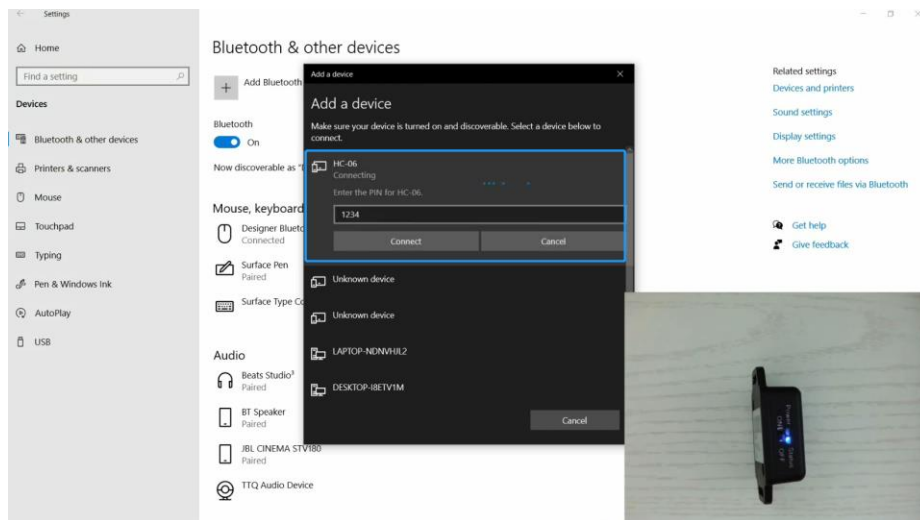 Settings
Home
Find a setting
Devices
Bluetooth & other devices
Printers & scanners
Mouse
Touchpad
Typing
Pen & Windows Ink
AutoPlay
USB
Bluetooth & other devices
Add Bluetooth
Bluetooth
On
Now discoverable as
Mouse, keyboard
Designer Blueto
Connected
Surface Pen
Paired
Surface Type Co
Audio
Beats Studio³
Paired
BT Speaker
Paired
JBL CINEMA STV180
Paired
TTQ Audio Device
Add a device
Add a device
Make sure your device is turned on and discoverable. Select a device below to
connect.
HC-06
Connecting
Enter the PIN for HC-06.
1234
Connect
Cancel
Unknown device
Unknown device
LAPTOP-NDNVHJL2
DESKTOP-I8ETV1M
Cancel
Related settings
Devices and printers
Sound settings
Display settings
More Bluetooth options
Send or receive files via Bluetooth
Get help
Give feedback
Power Status
ON OFF